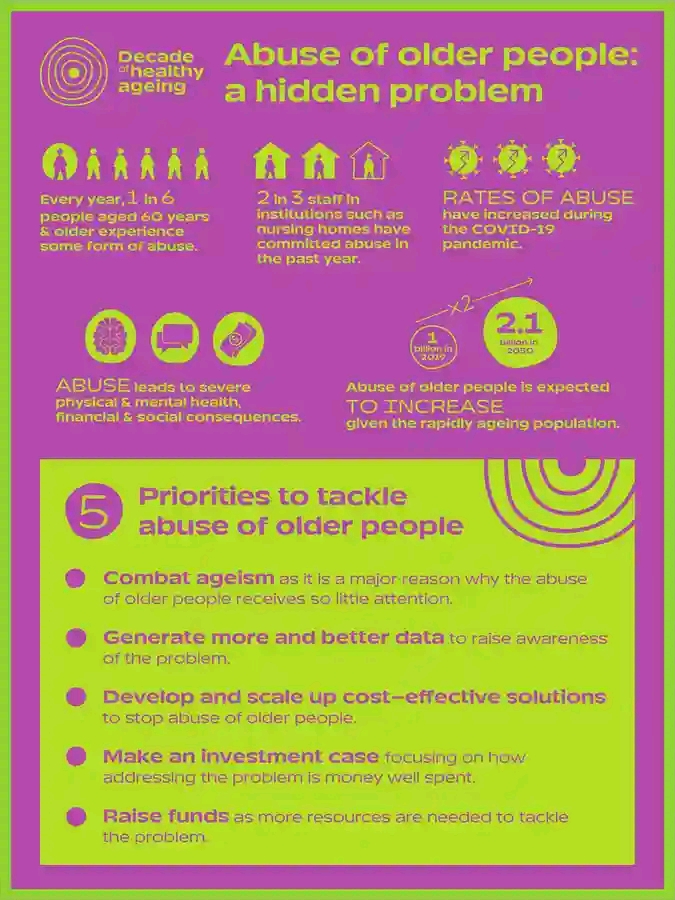 Decade
of healthy
ageing
Abuse of older people:
a hidden problem
Every year, 1 in 6
people aged 60 years
& older experience
some form of abuse.
2 in 3 staff in
institutions such as
nursing homes have
committed abuse in
the past year.
RATES OF ABUSE
have increased during
the COVID-19
pandemic.
ABUSE leads to severe
physical & mental health,
financial & social consequences.
x2
1
billion in
2019
2.1
billion in
2050
Abuse of older people is expected
TO INCREASE
given the rapidly ageing population.
5
Priorities to tackle
abuse of older people
Combat ageism as it is a major reason why the abuse
of older people receives so little attention.
Generate more and better data to raise awareness
of the problem.
Develop and scale up cost–effective solutions
to stop abuse of older people.
Make an investment case focusing on how
addressing the problem is money well spent.
Raise funds as more resources are needed to tackle
the problem.